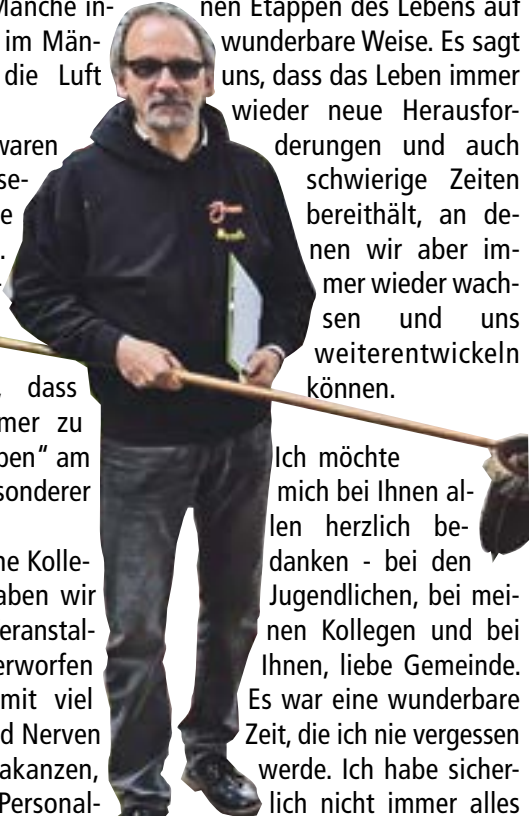 Manche in-
im Män-
die Luft
waren
se-
e
.
-
dass
mer zu
ben" am
sonderer
ne Kolle-
aben wir
eranstal-
erworfen
mit viel
d Nerven
akanzen,
Personal-
nen Etappen des Lebens auf
wunderbare Weise. Es sagt
uns, dass das Leben immer
wieder neue Herausfor-
derungen und auch
schwierige Zeiten
bereithält, an de-
nen wir aber im-
mer wieder wach-
sen und uns
weiterentwickeln
können.
Ich möchte
mich bei Ihnen al-
len herzlich be-
danken - bei den
Jugendlichen, bei mei-
nen Kollegen und bei
Ihnen, liebe Gemeinde.
Es war eine wunderbare
Zeit, die ich nie vergessen
werde. Ich habe sicher-
lich nicht immer alles